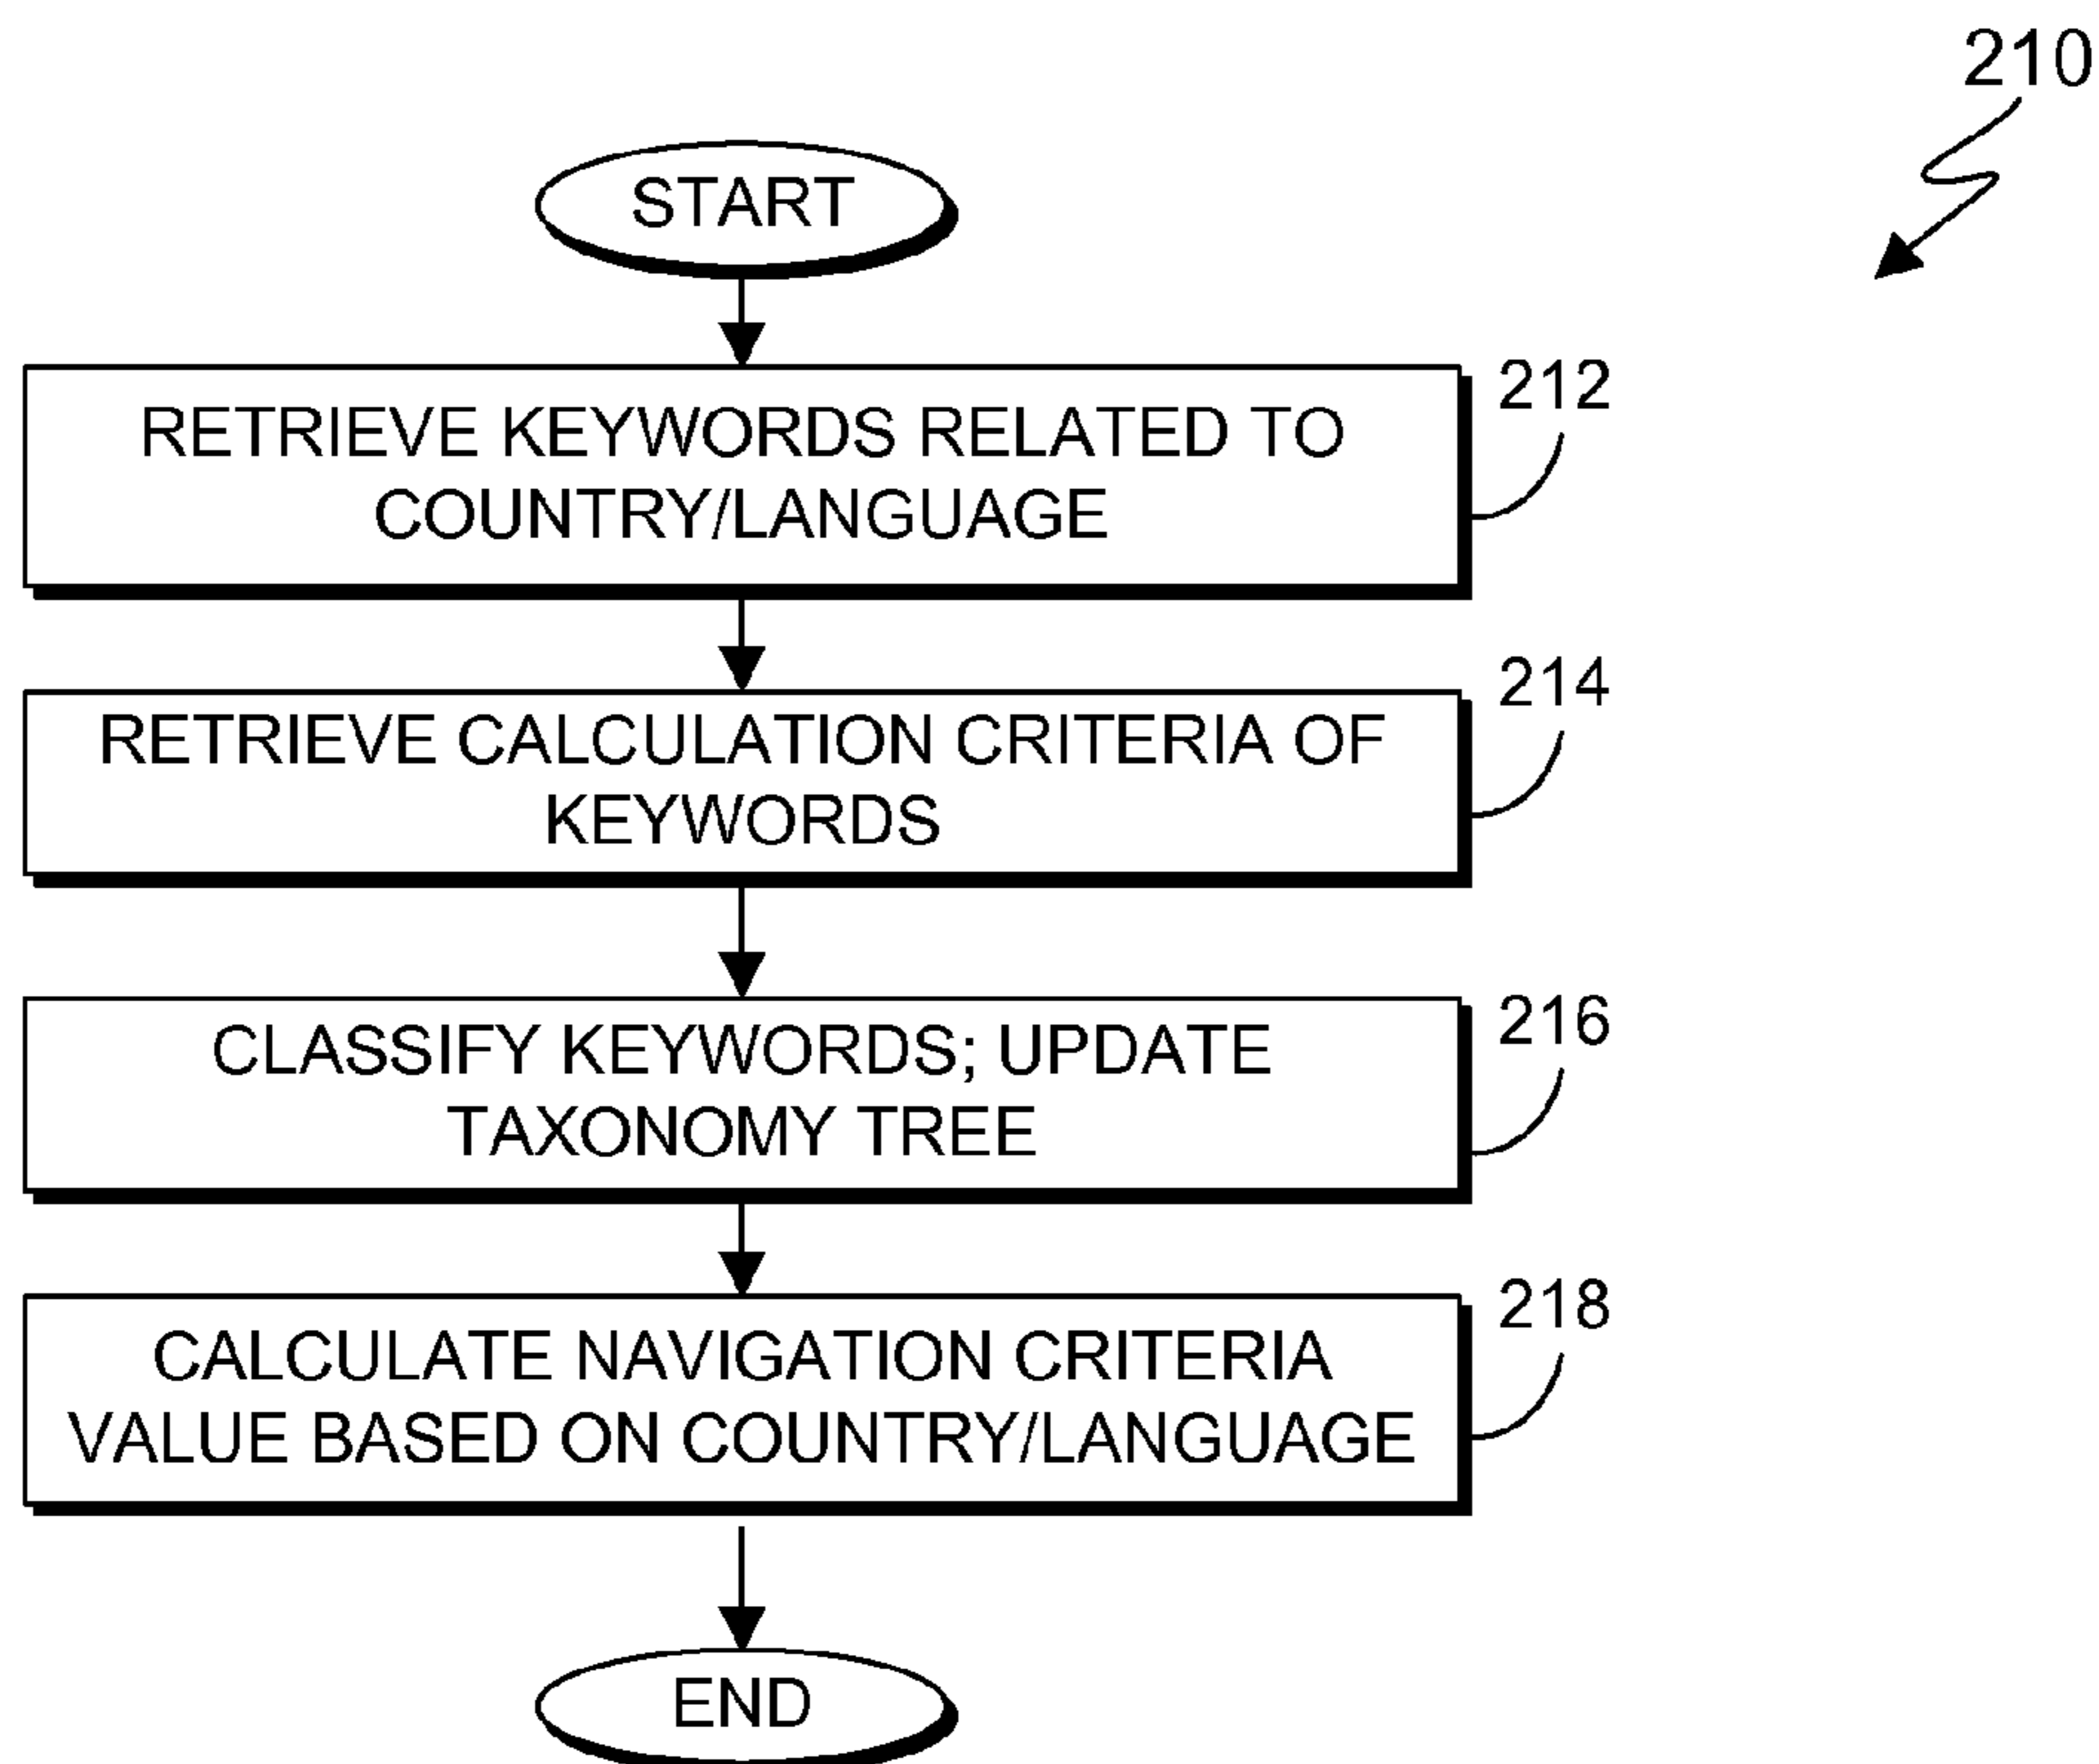 210
START
212
RETRIEVE KEYWORDS RELATED TO
COUNTRY/LANGUAGE
214
RETRIEVE CALCULATION CRITERIA OF
KEYWORDS
216
CLASSIFY KEYWORDS; UPDATE
TAXONOMY TREE
218
CALCULATE NAVIGATION CRITERIA
VALUE BASED ON COUNTRY/LANGUAGE
END